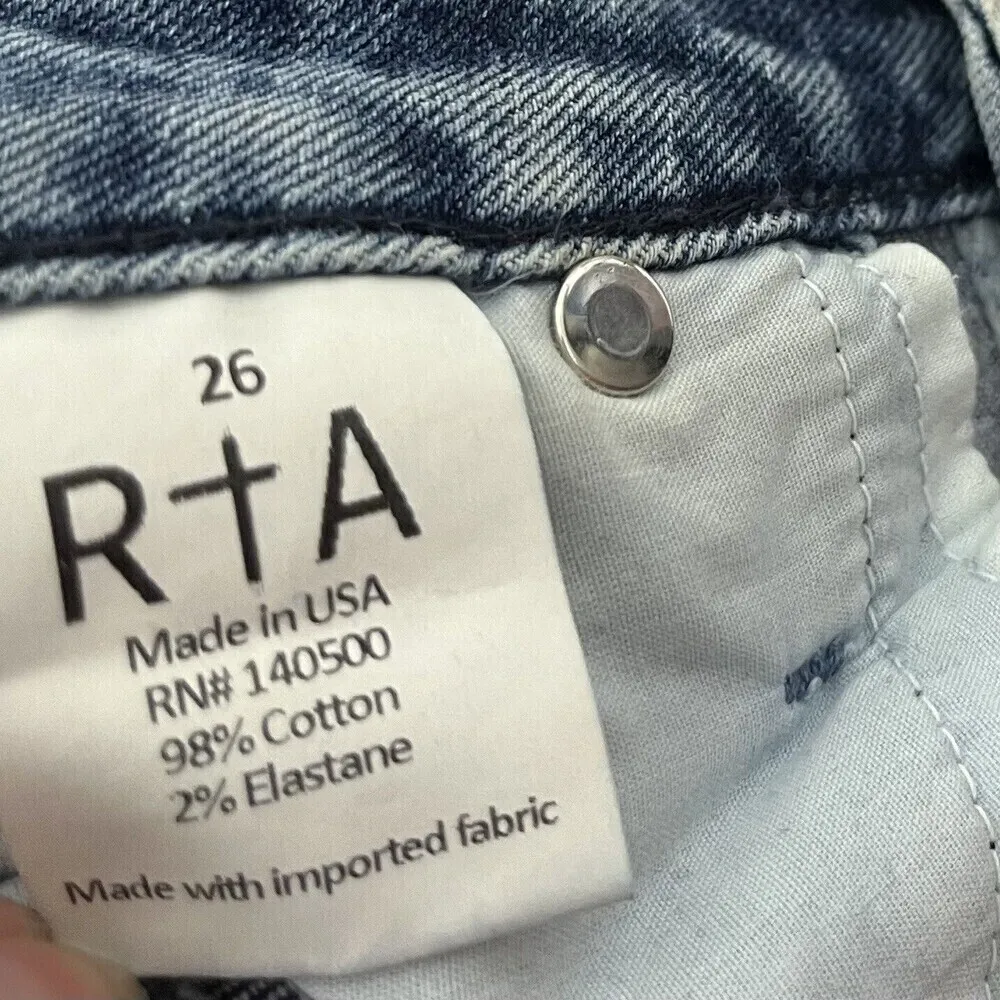 26
R†A
Made in USA
RN# 140500
98% Cotton
2% Elastane
Made with imported fabric